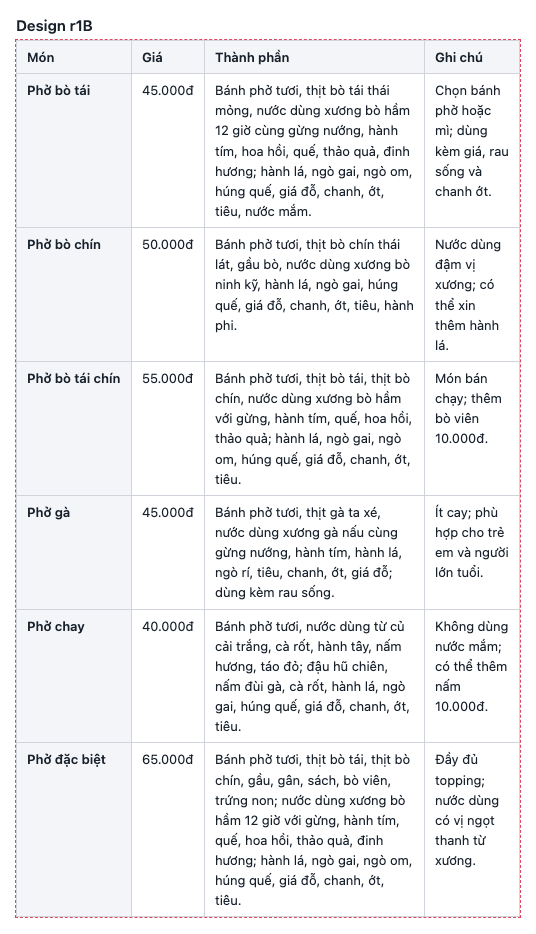 Design r1B
Món Giá Thành phần Ghi chú
Phở bò tái 45.000đ
Bánh phở tươi, thịt bò tái thái
mỏng, nước dùng xương bò hầm
12 giờ cùng gừng nướng, hành
tím, hoa hồi, quế, thảo quả, đinh
hương; hành lá, ngò gai, ngò om,
húng quế, giá đỗ, chanh, ớt,
tiêu, nước mắm.
Chọn bánh
phở hoặc
mì; dùng
kèm giá, rau
sống và
chanh ớt.
Phở bò chín 50.000đ
Bánh phở tươi, thịt bò chín thái
lát, gầu bò, nước dùng xương bò
ninh kỹ, hành lá, ngò gai, húng
quế, giá đỗ, chanh, ớt, tiêu, hành
phi.
Nước dùng
đậm vị
xương; có
thể xin
thêm hành
lá.
Phở bò tái chín 55.000đ
Bánh phở tươi, thịt bò tái, thịt bò
chín, nước dùng xương bò hầm
với gừng, hành tím, quế, hoa hồi,
thảo quả; hành lá, ngò gai, ngò
om, húng quế, giá đỗ, chanh, ớt,
tiêu.
Món bán
chạy; thêm
bò viên
10.000đ.
Phở gà 45.000đ
Bánh phở tươi, thịt gà ta xé,
nước dùng xương gà nấu cùng
gừng nướng, hành tím, hành lá,
ngò rí, tiêu, chanh, ớt, giá đỗ;
dùng kèm rau sống.
Ít cay; phù
hợp cho trẻ
em và người
lớn tuổi.
Phở chay 40.000đ
Bánh phở tươi, nước dùng từ củ
cải trắng, cà rốt, hành tây, nấm
hương, táo đỏ; đậu hũ chiên,
nấm đùi gà, cà rốt, hành lá, ngò
gai, húng quế, giá đỗ, chanh, ớt,
tiêu.
Không dùng
nước mắm;
có thể thêm
nấm
10.000đ.
Phở đặc biệt 65.000đ
Bánh phở tươi, thịt bò tái, thịt bò
chín, gầu, gân, sách, bò viên,
trứng non; nước dùng xương bò
hầm 12 giờ với gừng, hành tím,
quế, hoa hồi, thảo quả, đinh
hương; hành lá, ngò gai, ngò om,
húng quế, giá đỗ, chanh, ớt,
tiêu.
Đầy đủ
topping;
nước dùng
có vị ngọt
thanh từ
xương.